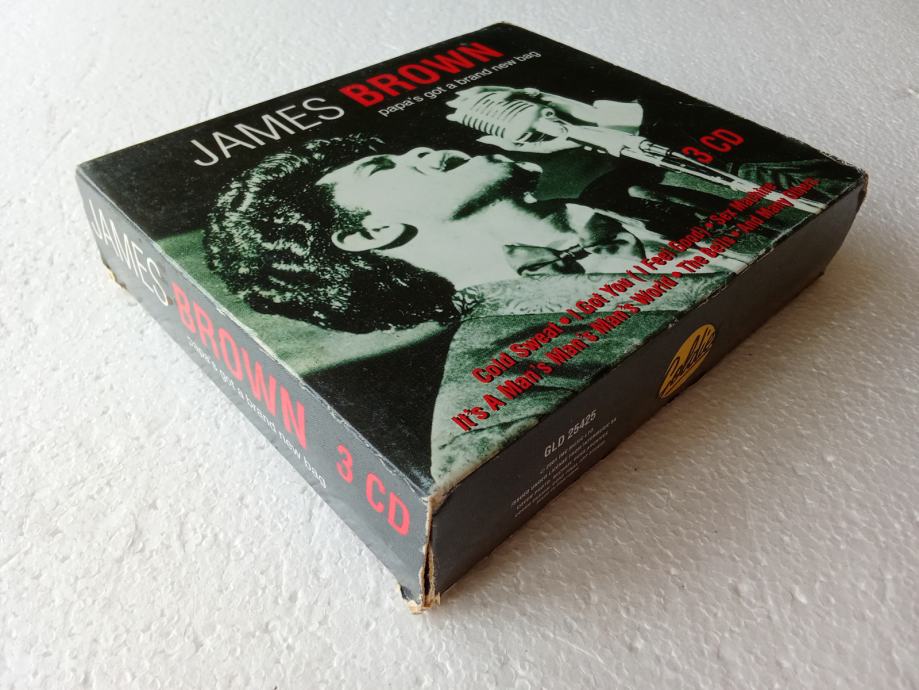 JAMES BROWN
papa's got a brand new bag
3 CD
Cold Sweat • I Got You ( I Feel Good) • Sex Machine
It's A Man's Man's Man's World • The Bells • And Many More
JAMES BROWN
papa's got a brand new bag
3 CD
GLD 25425